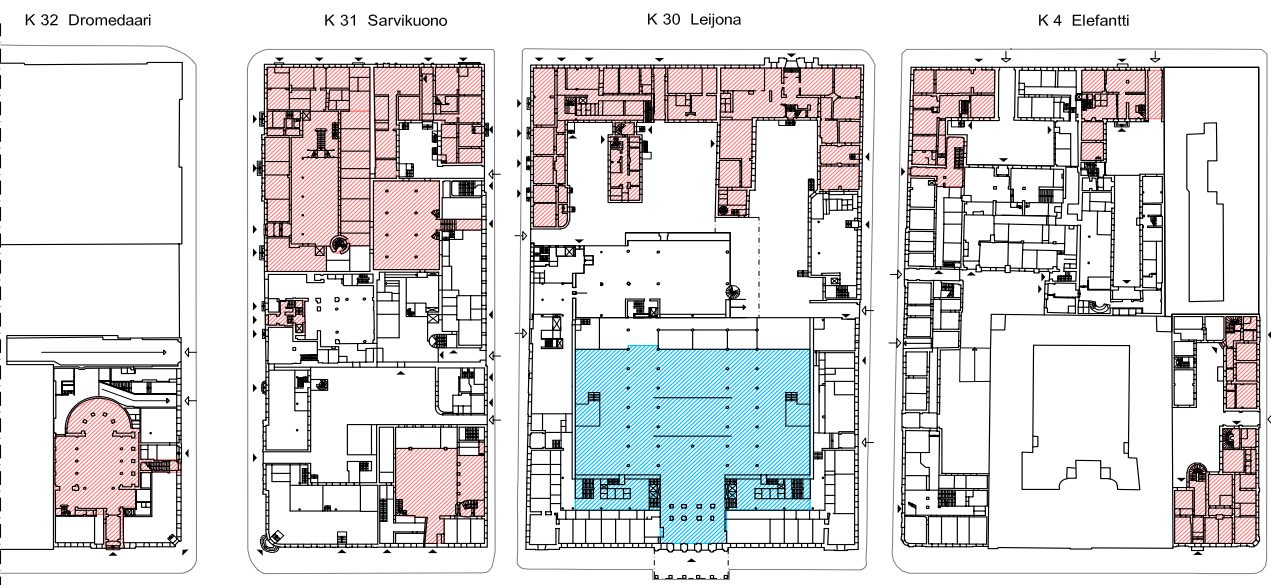 K 32 Dromedaari
K 31 Sarvikuono
K 30 Leijona
K 4 Elefantti